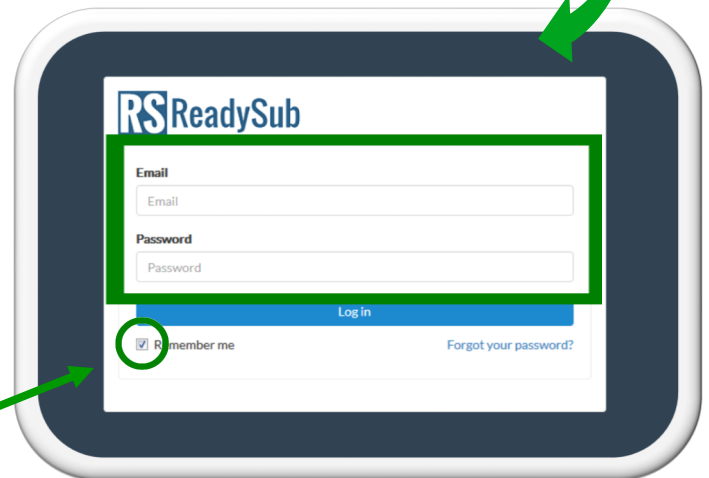 RS ReadySub
Email
Email
Password
Password
Log in
Remember me Forgot your password?